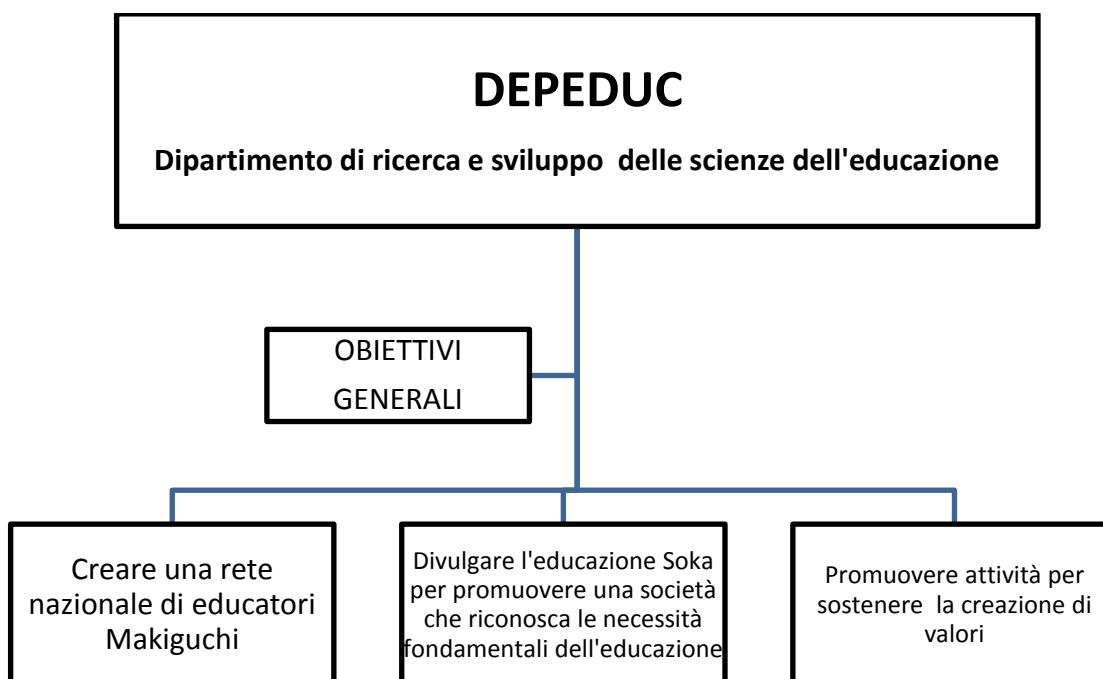 DEPEDUC
Dipartimento di ricerca e sviluppo  delle scienze dell'educazione
OBIETTIVI
GENERALI
Creare una rete
nazionale di educatori
Makiguchi
Divulgare l'educazione Soka
per promuovere una società
che riconosca le necessità
fondamentali dell'educazione
Promuovere attività per
sostenere  la creazione di
valori